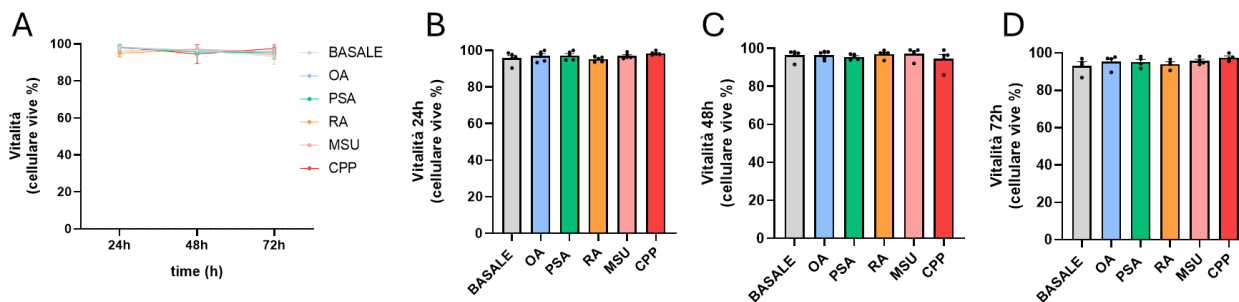 A
Vitalità
(cellulare vive %)
100
80
60
40
20
0
24h
48h
72h
time (h)
BASALE
OA
PSA
RA
MSU
CPP
B
Vitalità 24h
(cellulare vive %)
100
80
60
40
20
0
BASALE
OA
PSA
RA
MSU
CPP
C
Vitalità 48h
(cellulare vive %)
100
80
60
40
20
0
BASALE
OA
PSA
RA
MSU
CPP
D
Vitalità 72h
(cellulare vive %)
100
80
60
40
20
0
BASALE
OA
PSA
RA
MSU
CPP